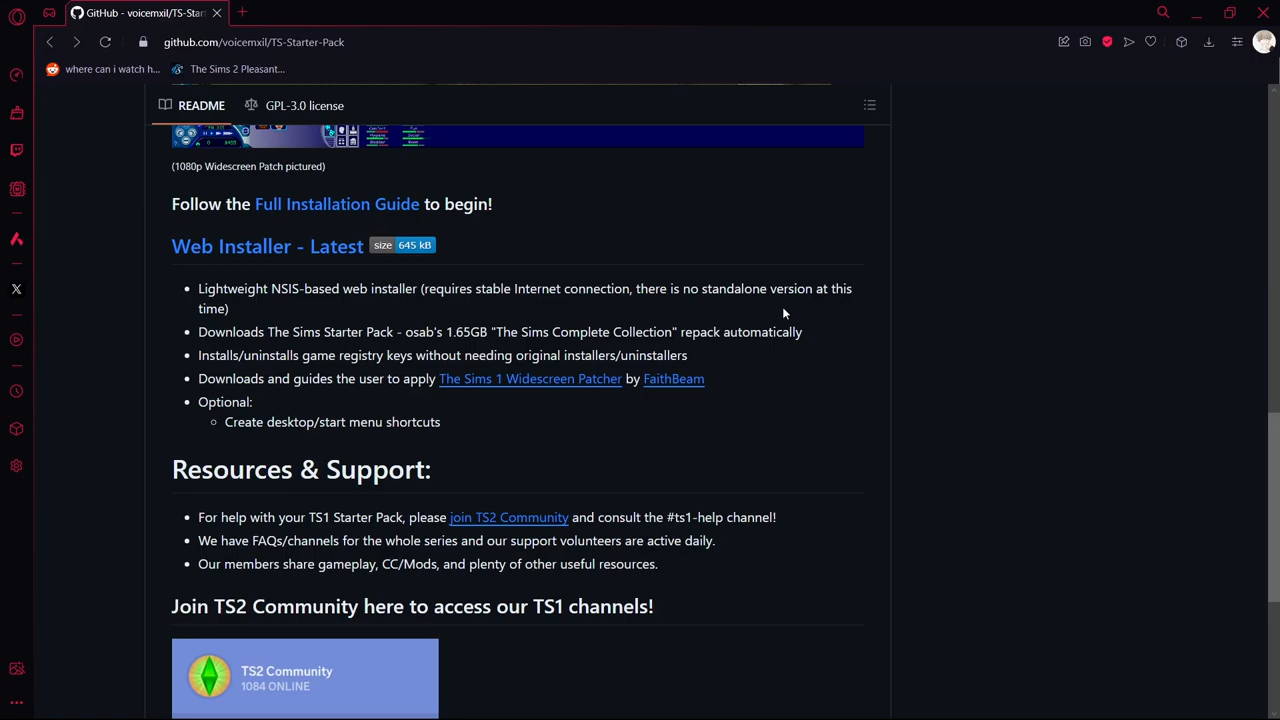 GitHub - voicemxil/TS-Star
github.com/voicemxil/TS-Starter-Pack
where can i watch h...
The Sims 2 Pleasant...
README
GPL-3.0 license
(1080p Widescreen Patch pictured)
Follow the Full Installation Guide to begin!
Web Installer - Latest size 645 kB
Lightweight NSIS-based web installer (requires stable Internet connection, there is no standalone version at this
time)
Downloads The Sims Starter Pack - osab's 1.65GB "The Sims Complete Collection" repack automatically
Installs/uninstalls game registry keys without needing original installers/uninstallers
Downloads and guides the user to apply The Sims 1 Widescreen Patcher by FaithBeam
Optional:
Create desktop/start menu shortcuts
Resources & Support:
For help with your TS1 Starter Pack, please join TS2 Community and consult the #ts1-help channel!
We have FAQs/channels for the whole series and our support volunteers are active daily.
Our members share gameplay, CC/Mods, and plenty of other useful resources.
Join TS2 Community here to access our TS1 channels!
TS2 Community
1084 ONLINE